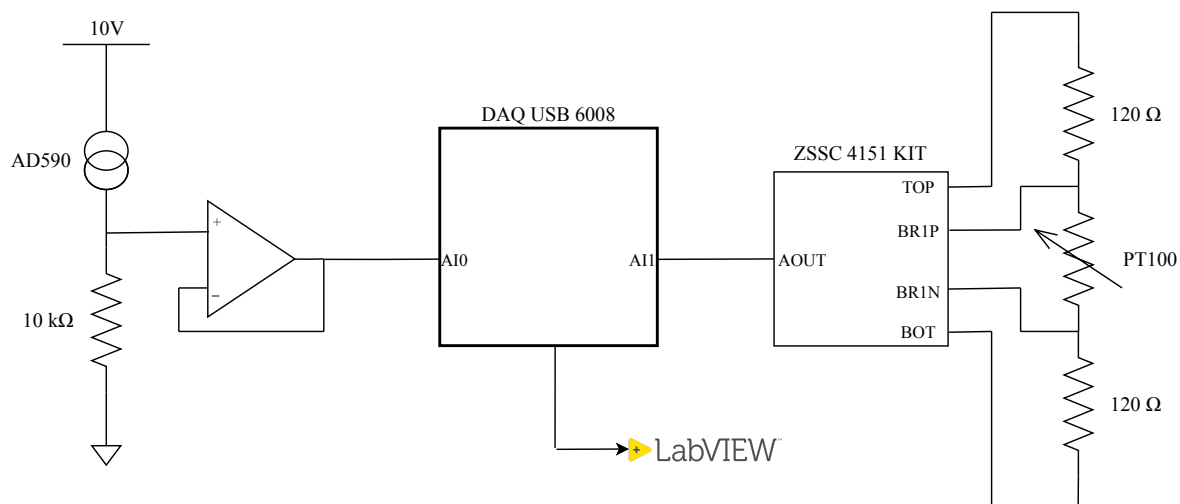 10V
AD590
10 kΩ
+
−
DAQ USB 6008
AI0
AI1
ZSSC 4151 KIT
TOP
BR1P
AOUT
BR1N
BOT
120 Ω
PT100
120 Ω
LabVIEW™